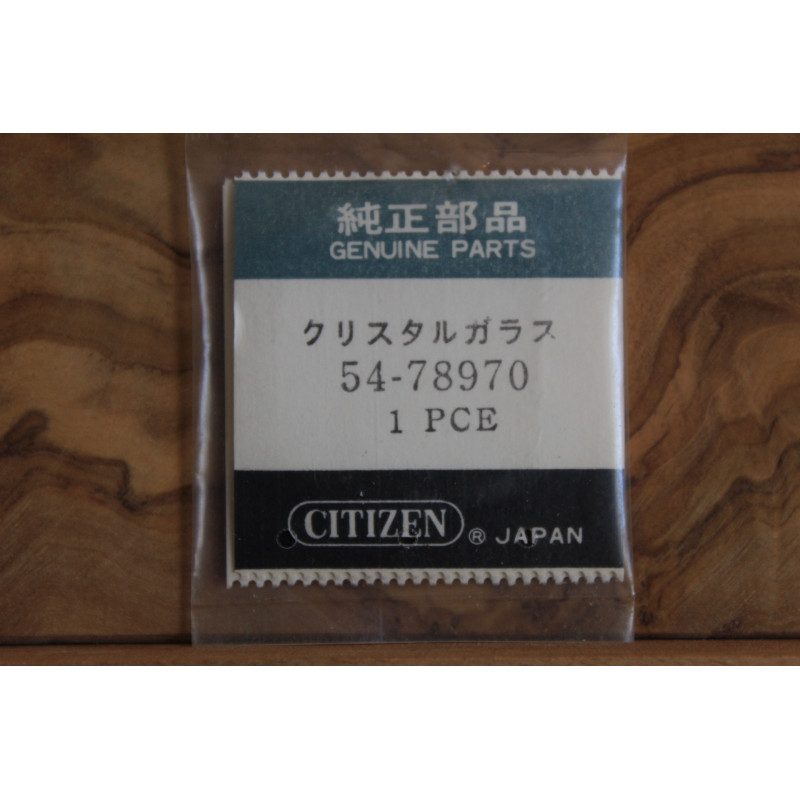 純正部品
GENUINE PARTS
クリスタルガラス
54-78970
1 PCE
CITIZEN ® JAPAN